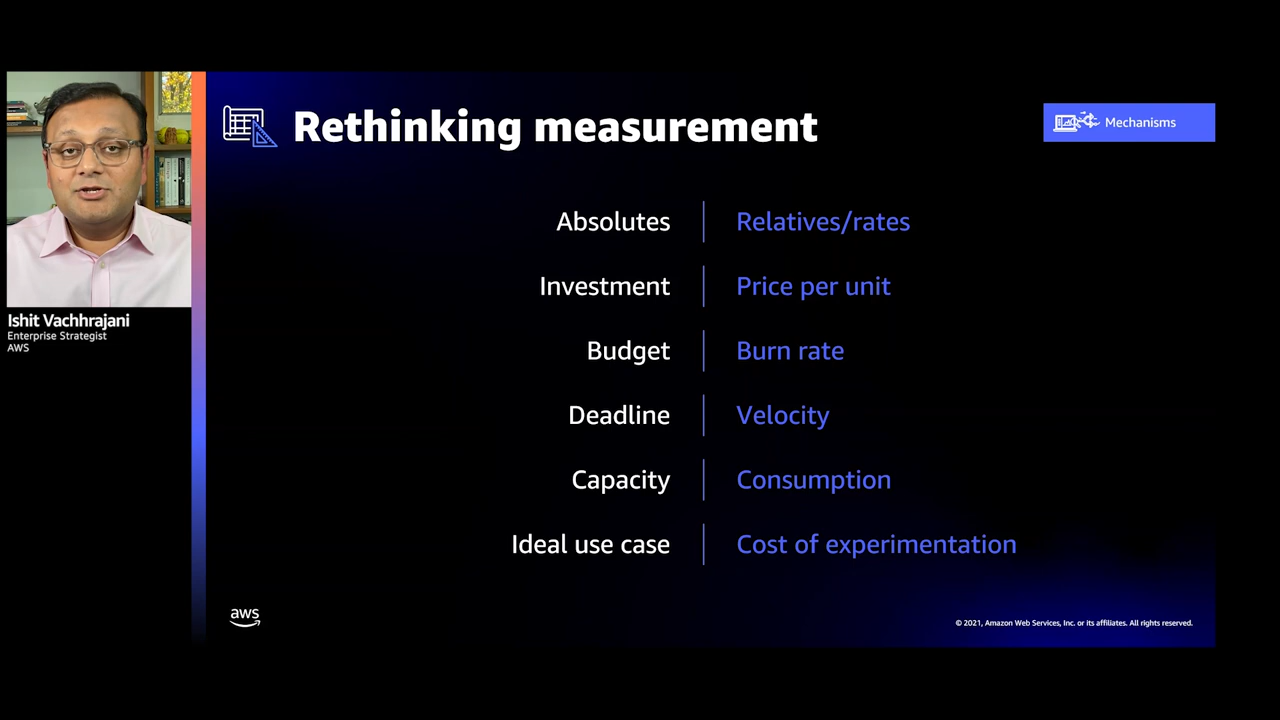 Rethinking measurement
Mechanisms
Absolutes
Relatives/rates
Investment
Price per unit
Budget
Burn rate
Deadline
Velocity
Capacity
Consumption
Ideal use case
Cost of experimentation
Ishit Vachhrajani
Enterprise Strategist
AWS
aws
© 2021, Amazon Web Services, Inc. or its affiliates. All rights reserved.